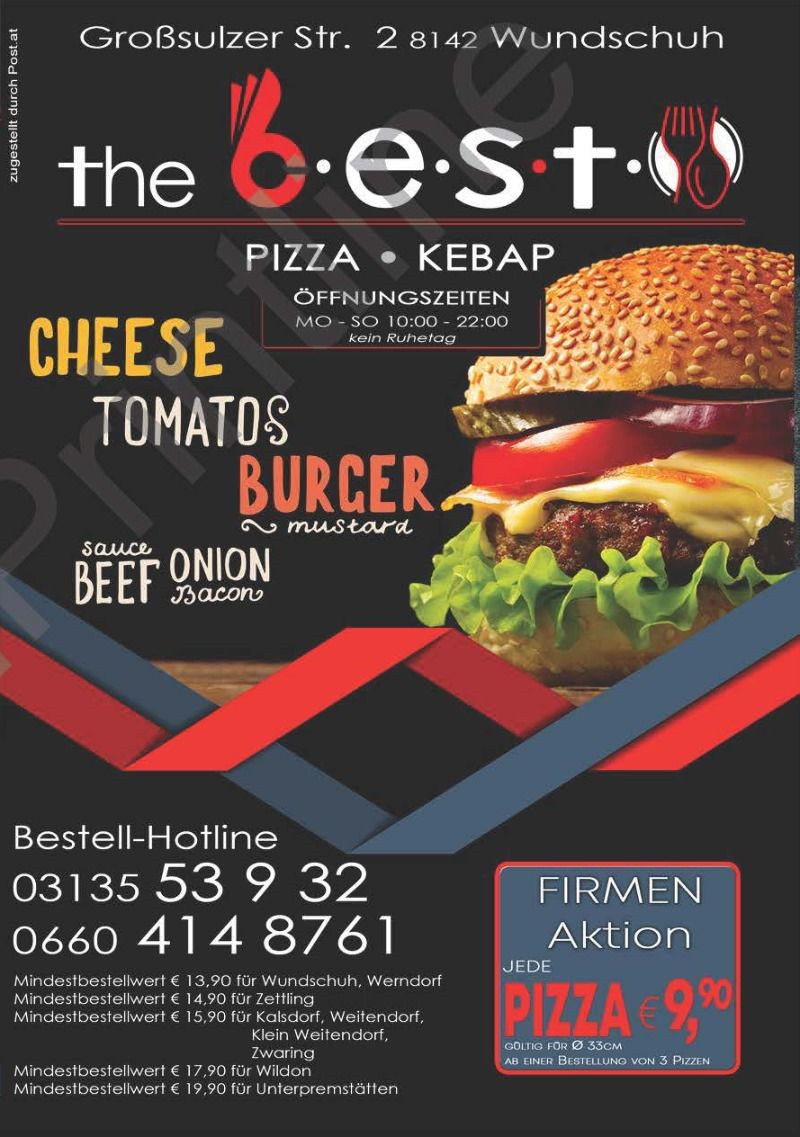 Großsulzer Str. 2 8142 Wundschuh
zugestellt durch Post.at
the b.e.s.t.
PIZZA • KEBAP
ÖFFNUNGSZEITEN
MO - SO 10:00 - 22:00
kein Ruhetag
CHEESE
TOMATOS
BURGER
mustard
sauce
BEEF ONION
Bacon
Printline
Bestell-Hotline
03135 53 9 32
0660 414 8761
Mindestbestellwert € 13,90 für Wundschuh, Werndorf
Mindestbestellwert € 14,90 für Zettling
Mindestbestellwert € 15,90 für Kalsdorf, Weitendorf,
Klein Weitendorf,
Zwaring
Mindestbestellwert € 17,90 für Wildon
Mindestbestellwert € 19,90 für Unterpremstätten
FIRMEN
Aktion
JEDE
PIZZA € 9,90
GÜLTIG FÜR Ø 33CM
AB EINER BESTELLUNG VON 3 PIZZEN